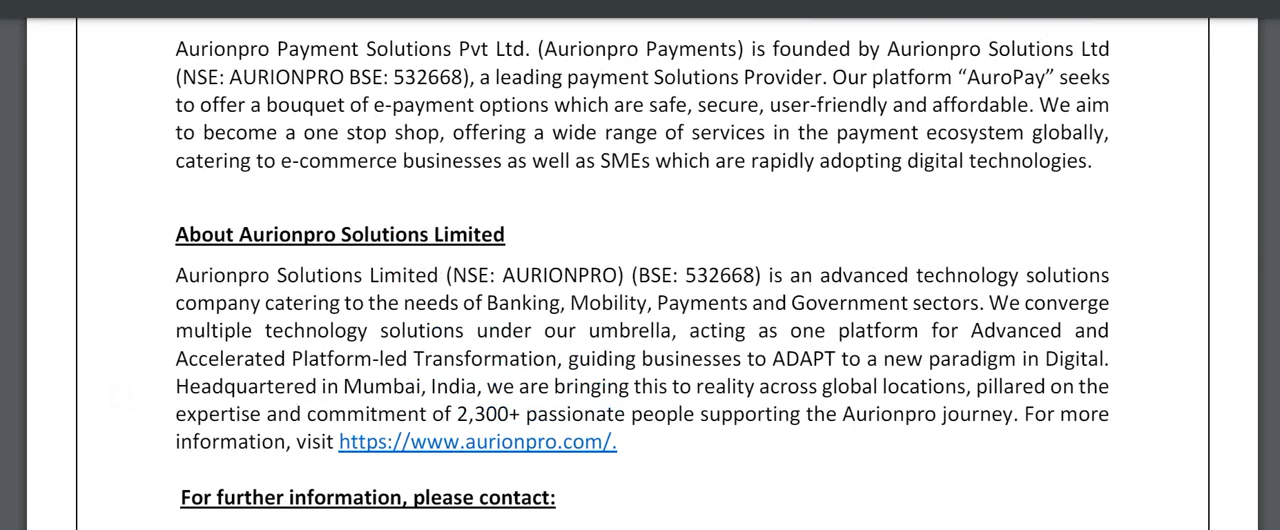 Aurionpro Payment Solutions Pvt Ltd. (Aurionpro Payments) is founded by Aurionpro Solutions Ltd
(NSE: AURIONPRO BSE: 532668), a leading payment Solutions Provider. Our platform “AuroPay” seeks
to offer a bouquet of e-payment options which are safe, secure, user-friendly and affordable. We aim
to become a one stop shop, offering a wide range of services in the payment ecosystem globally,
catering to e-commerce businesses as well as SMEs which are rapidly adopting digital technologies.
About Aurionpro Solutions Limited
Aurionpro Solutions Limited (NSE: AURIONPRO) (BSE: 532668) is an advanced technology solutions
company catering to the needs of Banking, Mobility, Payments and Government sectors. We converge
multiple technology solutions under our umbrella, acting as one platform for Advanced and
Accelerated Platform-led Transformation, guiding businesses to ADAPT to a new paradigm in Digital.
Headquartered in Mumbai, India, we are bringing this to reality across global locations, pillared on the
expertise and commitment of 2,300+ passionate people supporting the Aurionpro journey. For more
information, visit https://www.aurionpro.com/.
For further information, please contact: